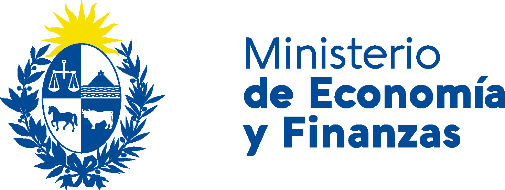 Ministerio
de Economía
y Finanzas